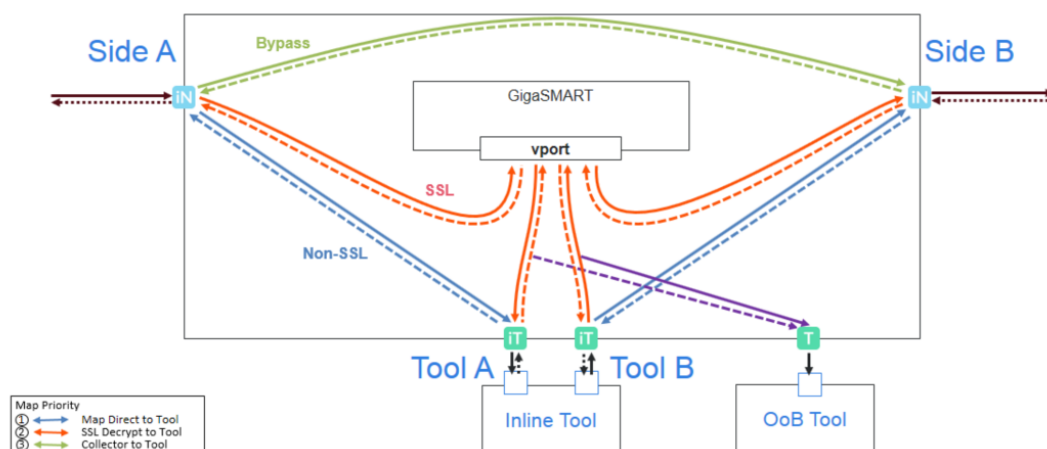 Bypass
Side A
Side B
iN
iN
GigaSMART
vport
SSL
Non-SSL
iT
iT
T
Tool A
Tool B
Inline Tool
OoB Tool
Map Priority
1 Map Direct to Tool
2 SSL Decrypt to Tool
3 Collector to Tool